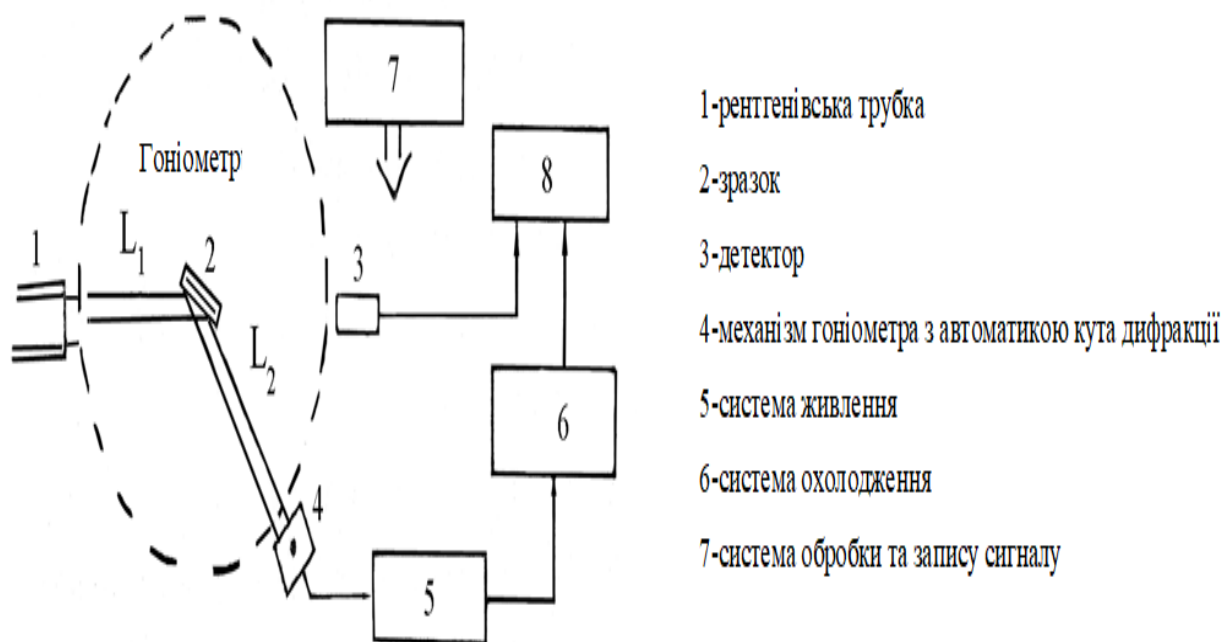 7
Гоніометр
8
L1
1
2
3
L2
6
4
5
1-рентгенівська трубка
2-зразок
3-детектор
4-механізм гоніометра з автоматикою кута дифракції
5-система живлення
6-система охолодження
7-система обробки та запису сигналу